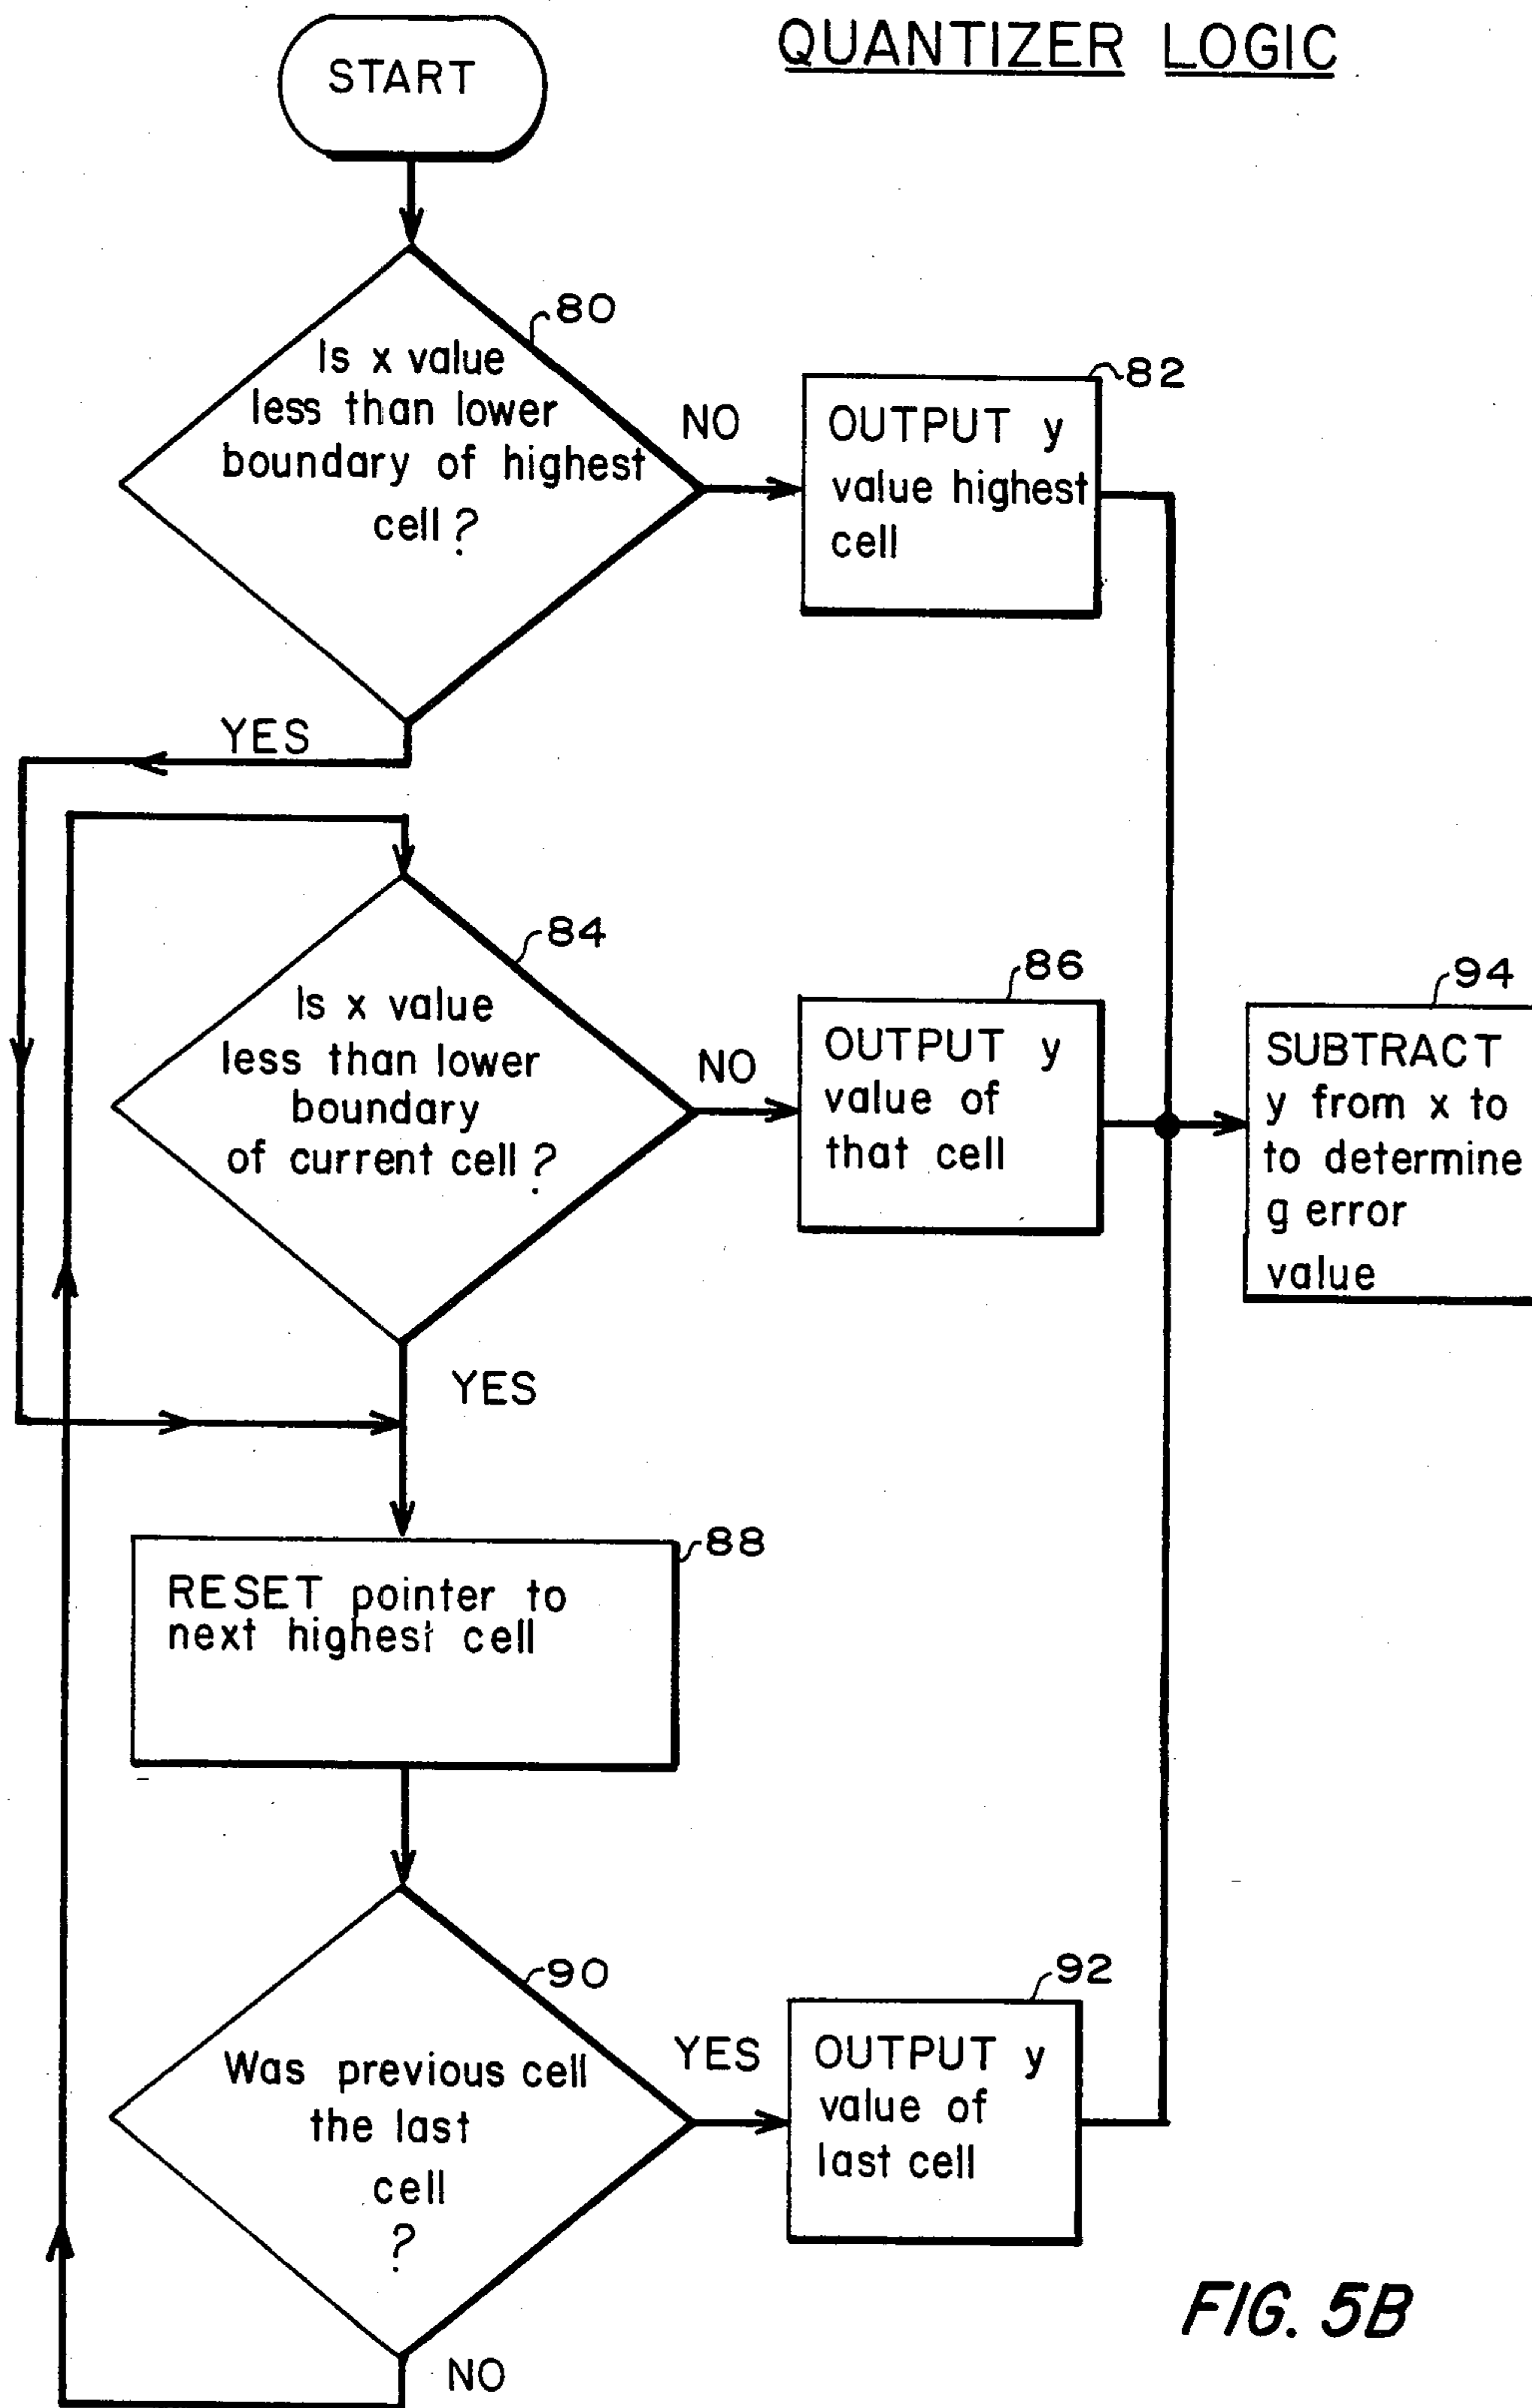 QUANTIZER LOGIC
START
80
Is x value
less than lower
boundary of highest
cell?
NO
82
OUTPUT y
value highest
cell
YES
84
Is x value
less than lower
boundary
of current cell?
NO
86
OUTPUT y
value of
that cell
94
SUBTRACT
y from x to
to determine
g error
value
YES
88
RESET pointer to
next highest cell
90
Was previous cell
the last
cell
?
YES
92
OUTPUT y
value of
last cell
NO
FIG. 5B